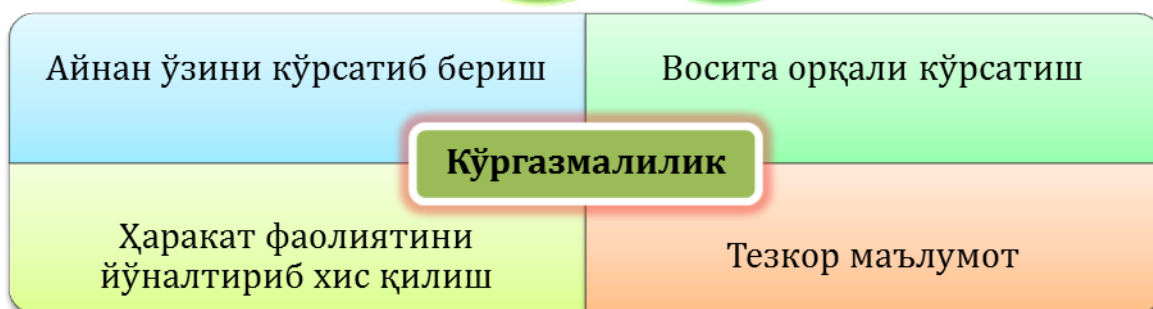 Айнан ўзини кўрсатиб бериш
Восита орқали кўрсатиш
Кўргазмалилик
Ҳаракат фаолиятини
йўналтириб хис қилиш
Тезкор маълумот